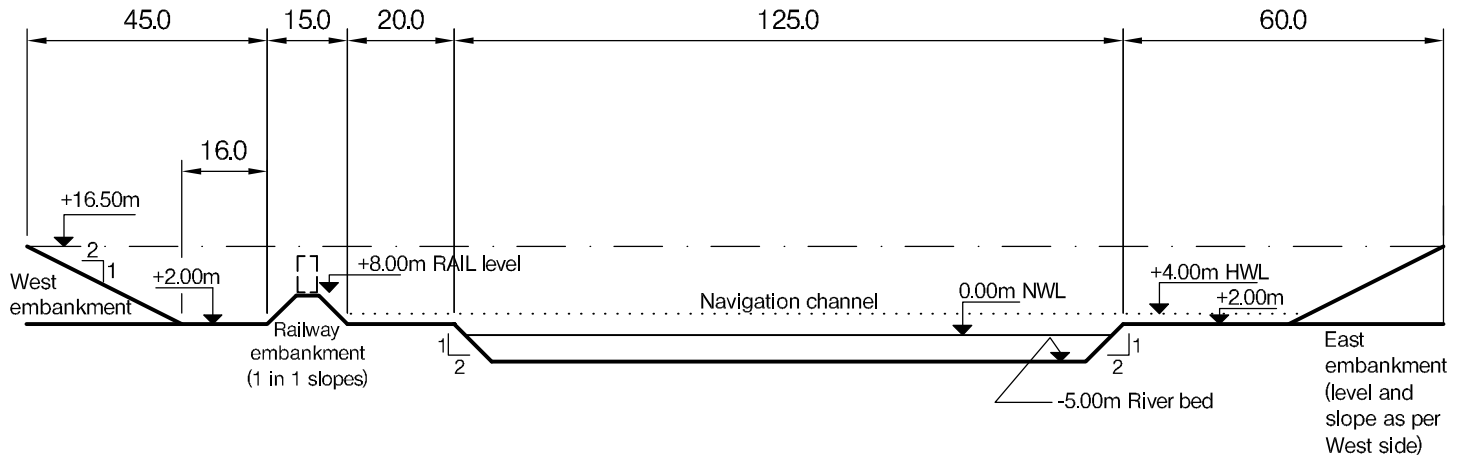 45.0
15.0
20.0
125.0
60.0
16.0
+16.50m
2
1
West
embankment
+2.00m
+8.00m RAIL level
Railway
embankment
(1 in 1 slopes)
1
2
Navigation channel
0.00m NWL
+4.00m HWL
+2.00m
1
2
-5.00m River bed
East
embankment
(level and
slope as per
West side)